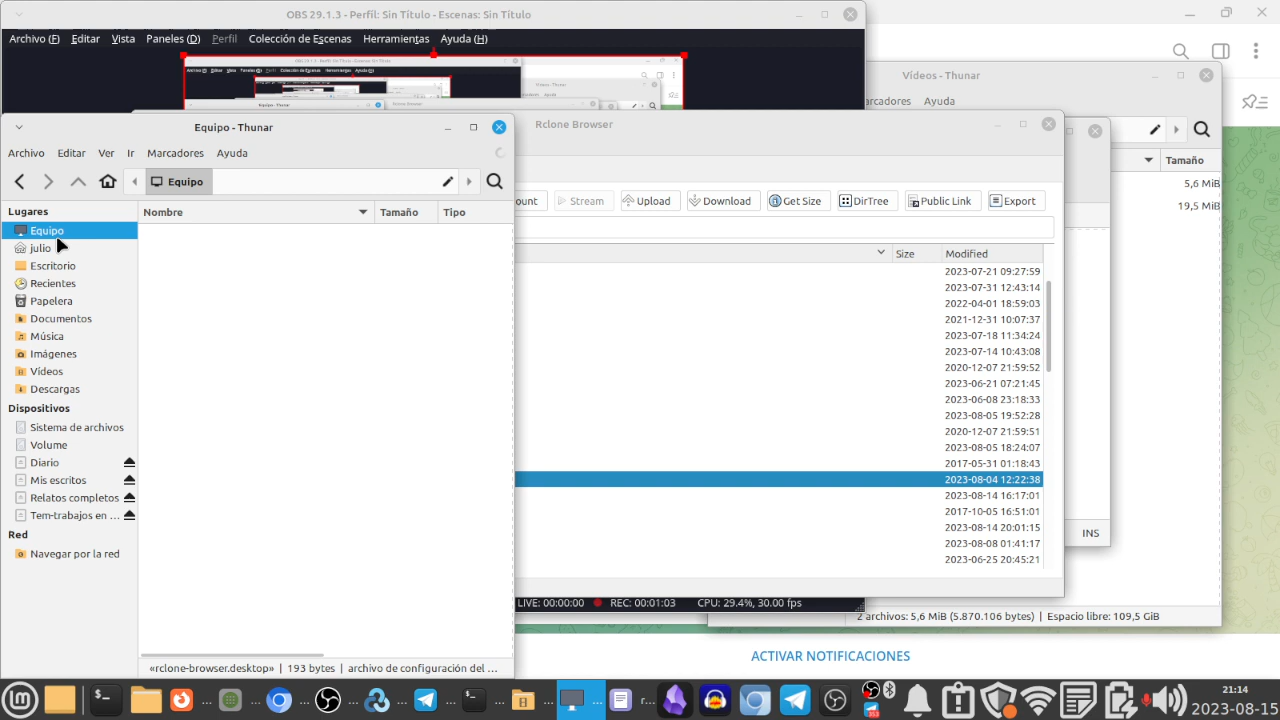 OBS 29.1.3 - Perfil: Sin Título - Escenas: Sin Título
Archivo (F) Editar Vista Paneles (D) Perfil Colección de Escenas Herramientas Ayuda (H)
Vídeos - Thunar
arcadores Ayuda
Tamaño
5,6 MiB
19,5 MiB
Rclone Browser
ount Stream Upload Download Get Size DirTree Public Link Export
Size Modified
2023-07-21 09:27:59
2023-07-31 12:43:14
2022-04-01 18:59:03
2021-12-31 10:07:37
2023-07-18 11:34:24
2023-07-14 10:43:08
2020-12-07 21:59:52
2023-06-21 07:21:45
2023-06-08 23:18:33
2023-08-05 19:52:28
2020-12-07 21:59:51
2023-08-05 18:24:07
2017-05-31 01:18:43
2023-08-04 12:22:38
2023-08-14 16:17:01
2017-10-05 16:51:01
2023-08-14 20:01:15
2023-08-08 01:41:17
2023-06-25 20:45:21
INS
Equipo - Thunar
Archivo Editar Ver Ir Marcadores Ayuda
Equipo
Lugares
Nombre Tamaño Tipo
Equipo
julio
Escritorio
Recientes
Papelera
Documentos
Música
Imágenes
Vídeos
Descargas
Dispositivos
Sistema de archivos
Volume
Diario
Mis escritos
Relatos completos
Tem-trabajos en ...
Red
Navegar por la red
«rclone-browser.desktop» | 193 bytes | archivo de configuración del ...
LIVE: 00:00:00 REC: 00:01:03 CPU: 29.4%, 30.00 fps
2 archivos: 5,6 MiB (5.870.106 bytes) | Espacio libre: 109,5 GiB
ACTIVAR NOTIFICACIONES
21:14
2023-08-15